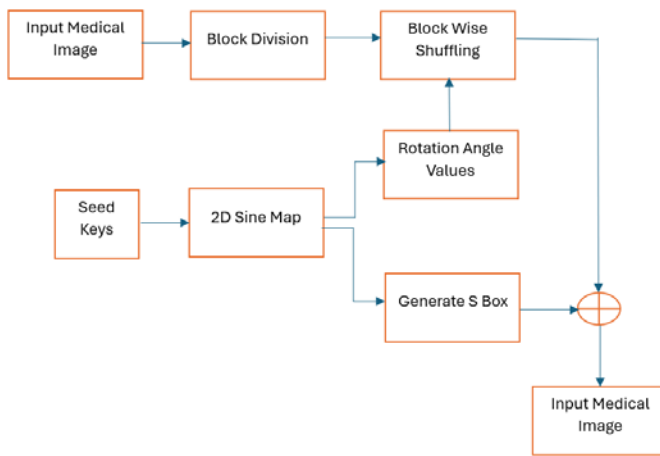 Input Medical
Image
Block Division
Block Wise
Shuffling
Rotation Angle
Values
Seed
Keys
2D Sine Map
Generate S Box
Input Medical
Image